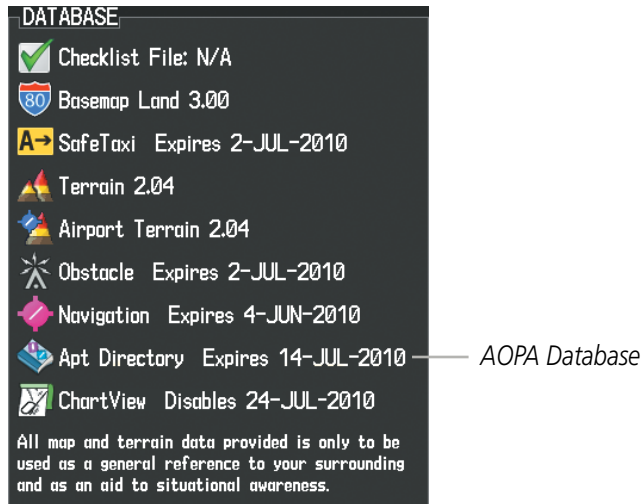 DATABASE
Checklist File: N/A
80 Basemap Land 3.00
A→ SafeTaxi Expires 2-JUL-2010
Terrain 2.04
Airport Terrain 2.04
Obstacle Expires 2-JUL-2010
Navigation Expires 4-JUN-2010
Apt Directory Expires 14-JUL-2010 AOPA Database
ChartView Disables 24-JUL-2010
All map and terrain data provided is only to be
used as a general reference to your surrounding
and as an aid to situational awareness.